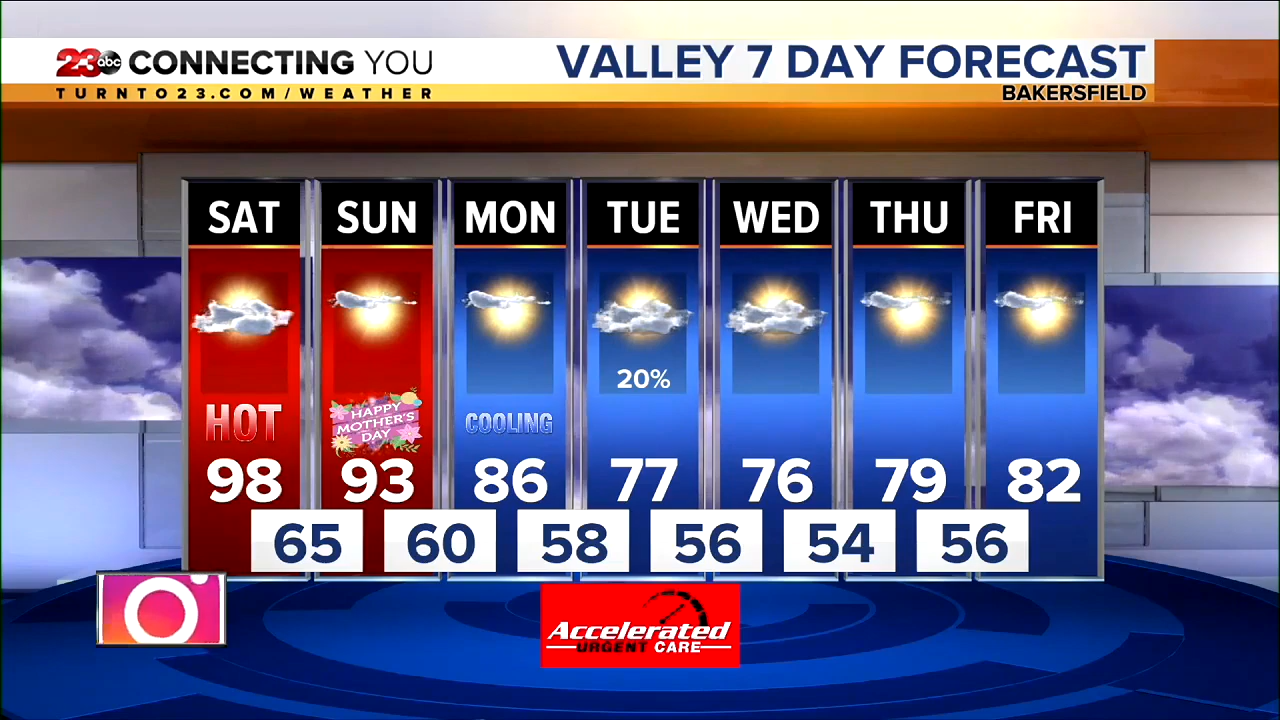 23 abc CONNECTING YOU
TURNTO23.COM/WEATHER
VALLEY 7 DAY FORECAST
BAKERSFIELD
SAT SUN MON TUE WED THU FRI
20%
HOT HAPPY MOTHER'S DAY COOLING
98 93 86 77 76 79 82
65 60 58 56 54 56
Accelerated
URGENT CARE